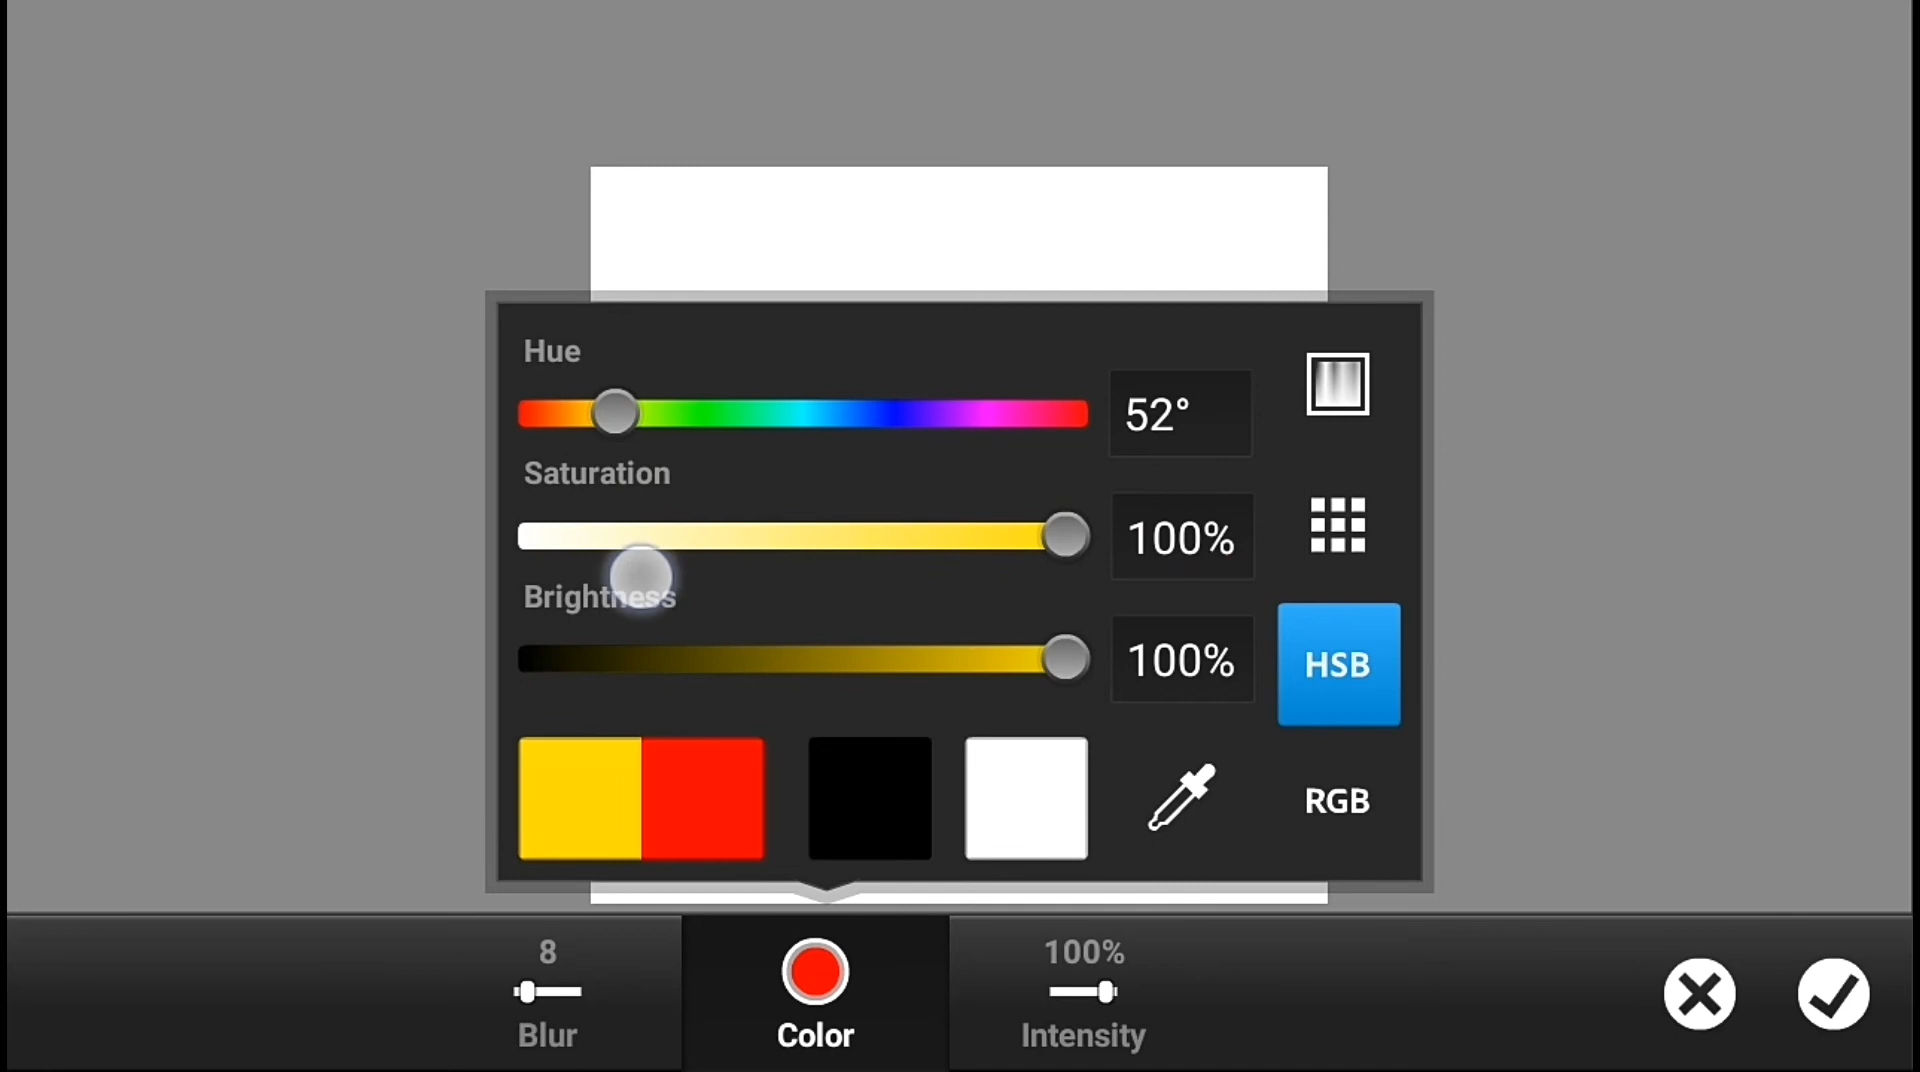 Hue
52°
Saturation
100%
Brightness
100%
HSB
RGB
8
Blur
Color
100%
Intensity